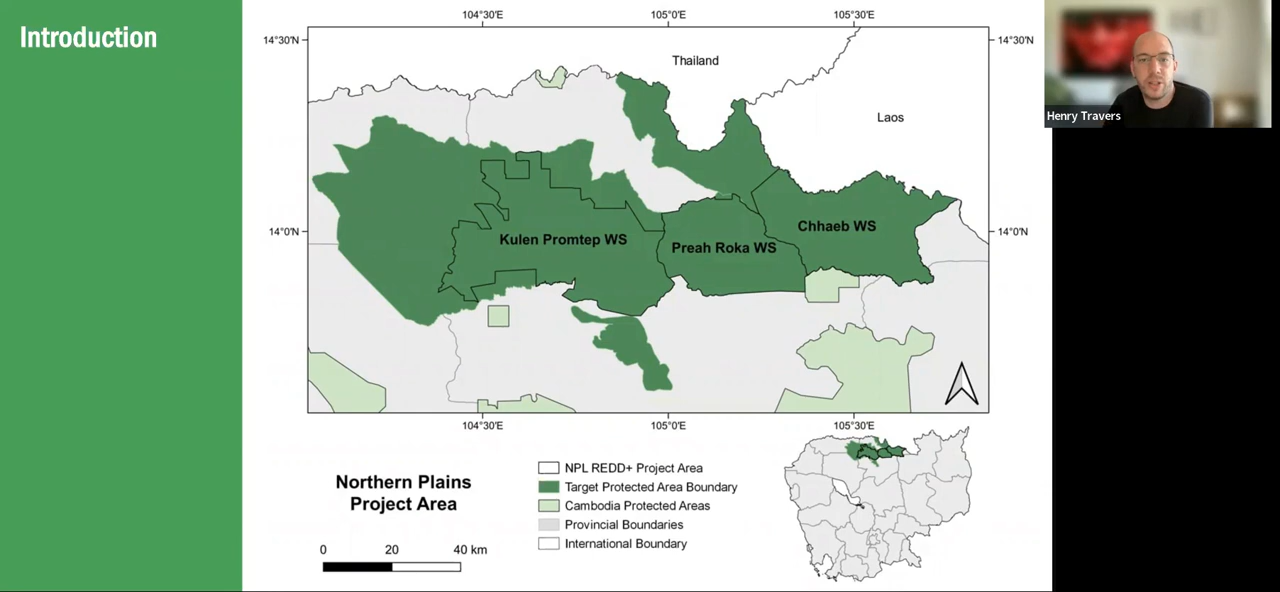 Introduction
104°30'E
105°0'E
105°30'E
14°30'N
14°30'N
Thailand
Laos
Henry Travers
14°0'N
14°0'N
Kulen Promtep WS
Preah Roka WS
Chhaeb WS
104°30'E
105°0'E
105°30'E
Northern Plains
Project Area
0 20 40 km
NPL REDD+ Project Area
Target Protected Area Boundary
Cambodia Protected Areas
Provincial Boundaries
International Boundary